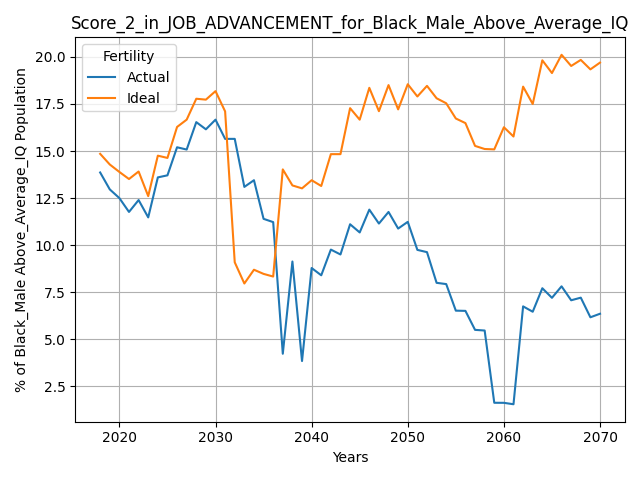 Score_2_in_JOB_ADVANCEMENT_for_Black_Male_Above_Average_IQ
Fertility
Actual
Ideal
% of Black_Male Above_Average_IQ Population
20.0
17.5
15.0
12.5
10.0
7.5
5.0
2.5
2020 2030 2040 2050 2060 2070
Years